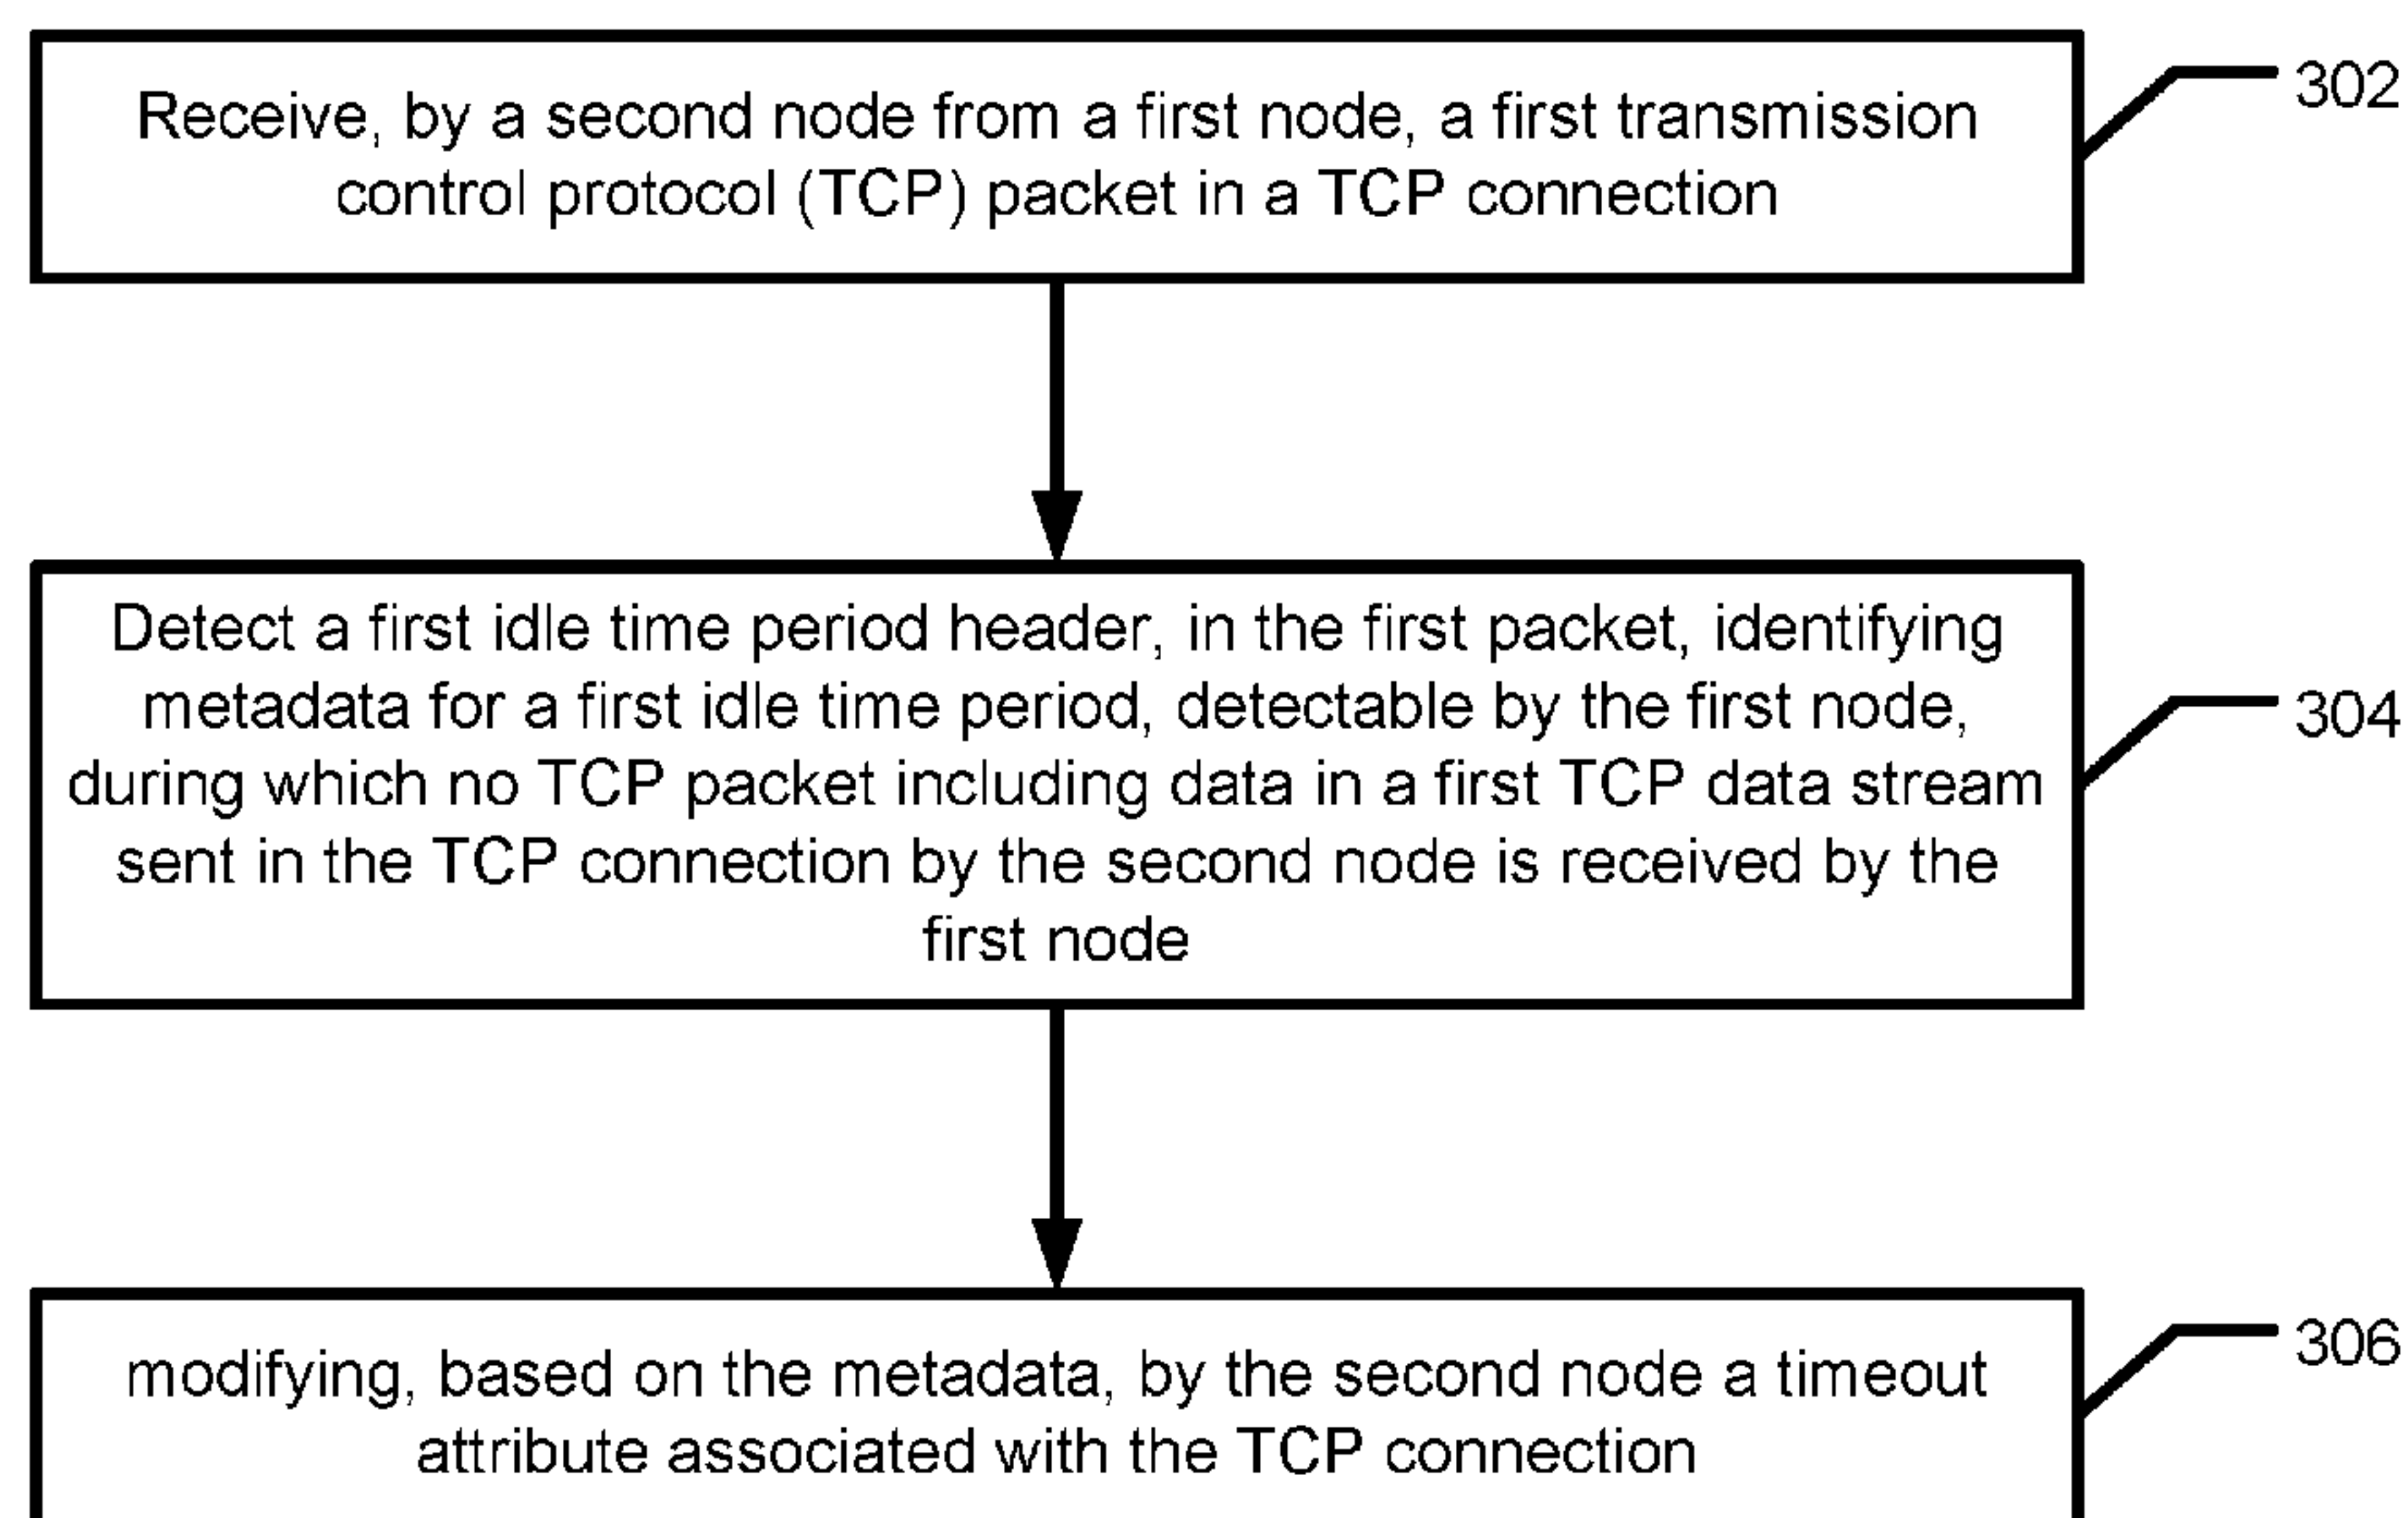 Receive, by a second node from a first node, a first transmission
control protocol (TCP) packet in a TCP connection
302
Detect a first idle time period header, in the first packet, identifying
metadata for a first idle time period, detectable by the first node,
during which no TCP packet including data in a first TCP data stream
sent in the TCP connection by the second node is received by the
first node
304
modifying, based on the metadata, by the second node a timeout
attribute associated with the TCP connection
306